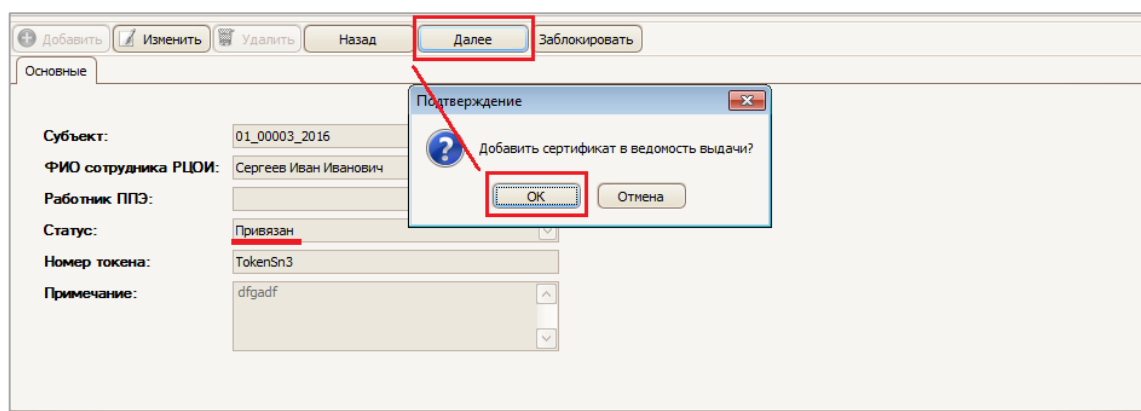 Добавить Изменить Удалить Назад Далее Заблокировать
Основные
Подтверждение
Добавить сертификат в ведомость выдачи?
OK Отмена
Субъект: 01_00003_2016
ФИО сотрудника РЦОИ: Сергеев Иван Иванович
Работник ППЭ:
Статус: Привязан
Номер токена: TokenSn3
Примечание: dfgadf